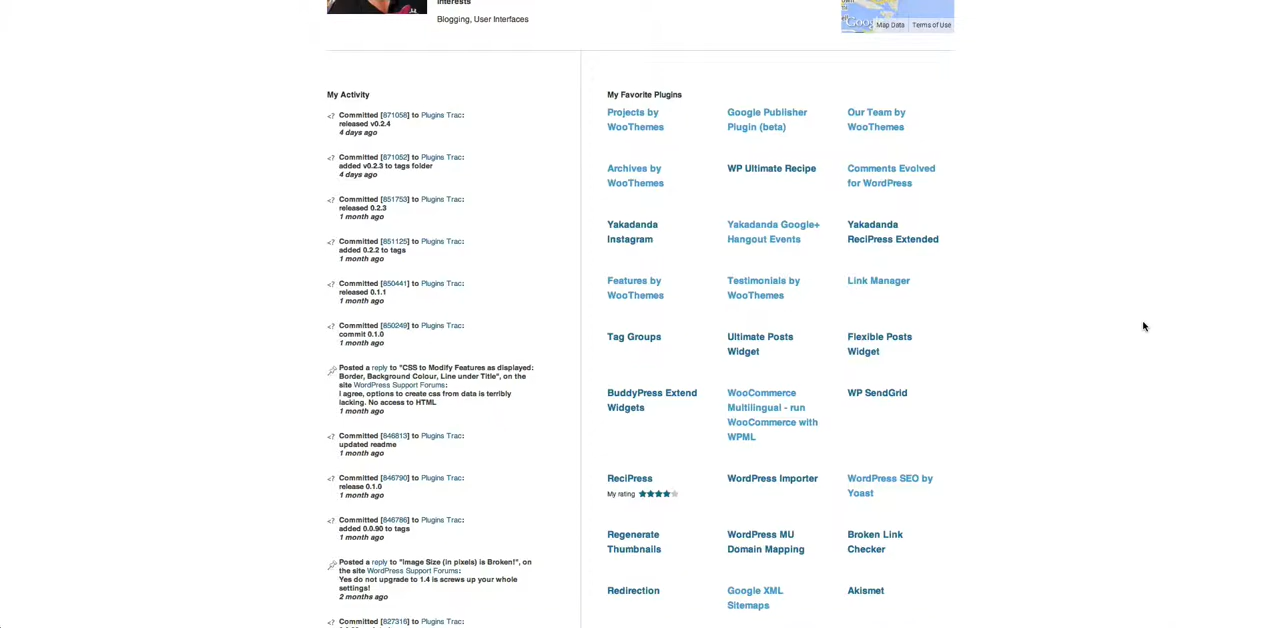 Interests
Blogging, User Interfaces
Map Data
Terms of Use
My Activity
Committed [871058] to Plugins Trac:
released v0.2.4
4 days ago
Committed [871052] to Plugins Trac:
added v0.2.3 to tags folder
4 days ago
Committed [851753] to Plugins Trac:
released 0.2.3
1 month ago
Committed [851125] to Plugins Trac:
added 0.2.2 to tags
1 month ago
Committed [850441] to Plugins Trac:
released 0.1.1
1 month ago
Committed [850249] to Plugins Trac:
commit 0.1.0
1 month ago
Posted a reply to "CSS to Modify Features as displayed:
Border, Background Colour, Line under Title", on the
site WordPress Support Forums:
I agree, options to create css from data is terribly
lacking. No access to HTML
1 month ago
Committed [846813] to Plugins Trac:
updated readme
1 month ago
Committed [846790] to Plugins Trac:
release 0.1.0
1 month ago
Committed [846786] to Plugins Trac:
added 0.0.90 to tags
1 month ago
Posted a reply to "Image Size (in pixels) is Broken!", on
the site WordPress Support Forums:
Yes do not upgrade to 1.4 is screws up your whole
settings!
2 months ago
Committed [827316] to Plugins Trac:
My Favorite Plugins
Projects by
WooThemes
Google Publisher
Plugin (beta)
Our Team by
WooThemes
Archives by
WooThemes
WP Ultimate Recipe
Comments Evolved
for WordPress
Yakadanda
Instagram
Yakadanda Google+
Hangout Events
Yakadanda
ReciPress Extended
Features by
WooThemes
Testimonials by
WooThemes
Link Manager
Tag Groups
Ultimate Posts
Widget
Flexible Posts
Widget
BuddyPress Extend
Widgets
WooCommerce
Multilingual - run
WooCommerce with
WPML
WP SendGrid
ReciPress
My rating
WordPress Importer
WordPress SEO by
Yoast
Regenerate
Thumbnails
WordPress MU
Domain Mapping
Broken Link
Checker
Redirection
Google XML
Sitemaps
Akismet